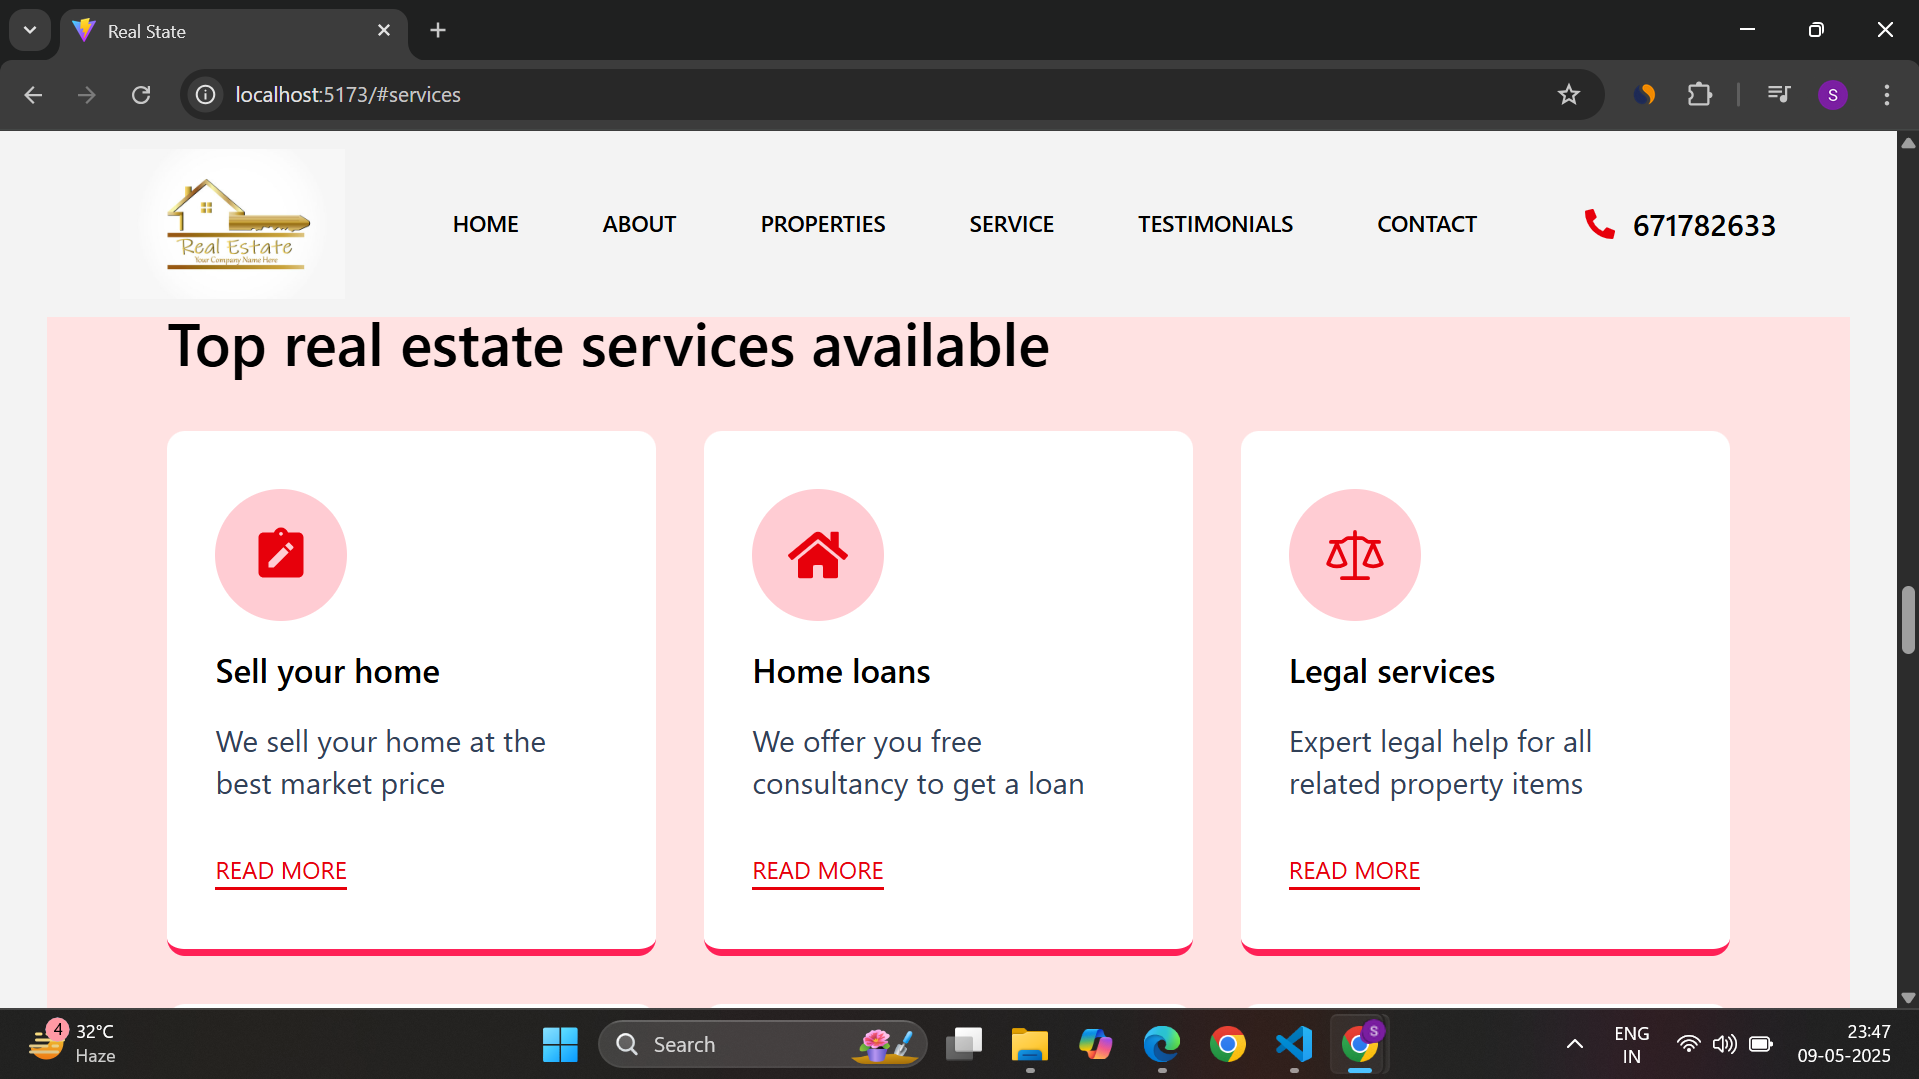 Real State
localhost:5173/#services
S
Real Estate
Your Company Name Here
HOME
ABOUT
PROPERTIES
SERVICE
TESTIMONIALS
CONTACT
671782633
Top real estate services available
Sell your home
We sell your home at the
best market price
READ MORE
Home loans
We offer you free
consultancy to get a loan
READ MORE
Legal services
Expert legal help for all
related property items
READ MORE
4
32°C
Haze
Search
S
ENG
IN
23:47
09-05-2025